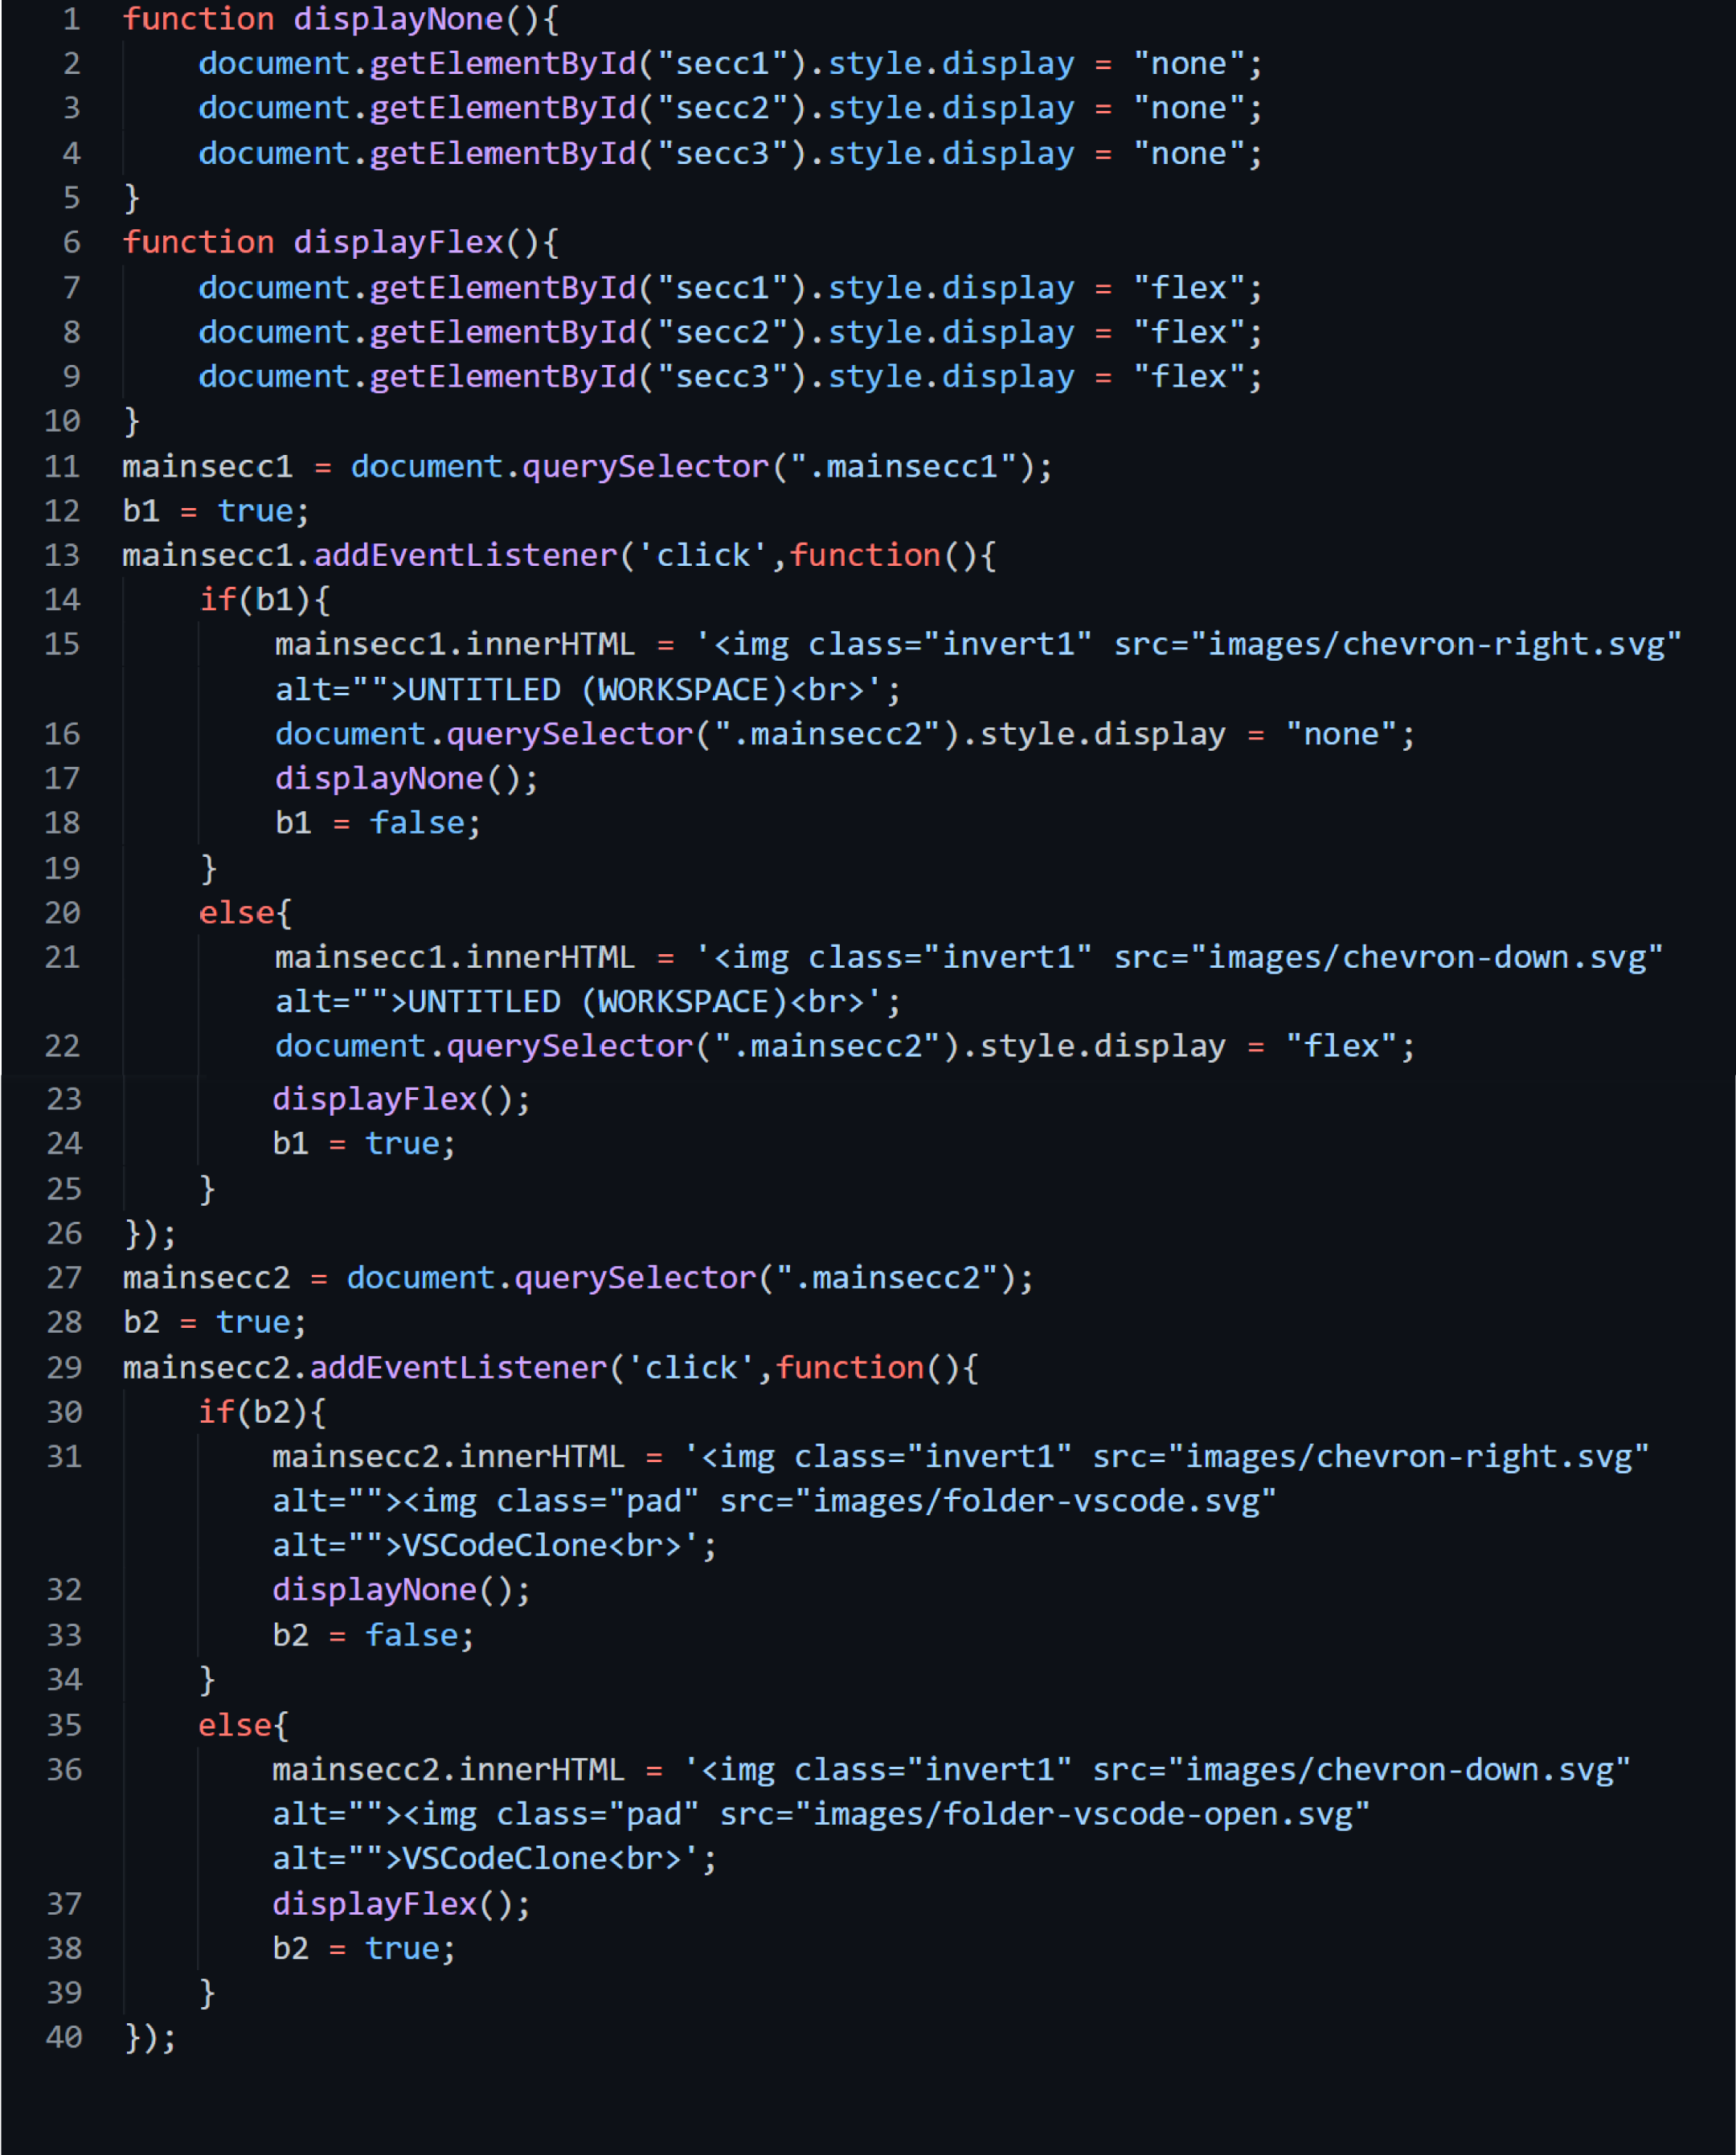 1 function displayNone(){
2 document.getElementById("secc1").style.display = "none";
3 document.getElementById("secc2").style.display = "none";
4 document.getElementById("secc3").style.display = "none";
5 }
6 function displayFlex(){
7 document.getElementById("secc1").style.display = "flex";
8 document.getElementById("secc2").style.display = "flex";
9 document.getElementById("secc3").style.display = "flex";
10 }
11 mainsecc1 = document.querySelector(".mainsecc1");
12 b1 = true;
13 mainsecc1.addEventListener('click',function(){
14 if(b1){
15 mainsecc1.innerHTML = '<img class="invert1" src="images/chevron-right.svg"
alt="">UNTITLED (WORKSPACE)<br>';
16 document.querySelector(".mainsecc2").style.display = "none";
17 displayNone();
18 b1 = false;
19 }
20 else{
21 mainsecc1.innerHTML = '<img class="invert1" src="images/chevron-down.svg"
alt="">UNTITLED (WORKSPACE)<br>';
22 document.querySelector(".mainsecc2").style.display = "flex";
23 displayFlex();
24 b1 = true;
25 }
26 });
27 mainsecc2 = document.querySelector(".mainsecc2");
28 b2 = true;
29 mainsecc2.addEventListener('click',function(){
30 if(b2){
31 mainsecc2.innerHTML = '<img class="invert1" src="images/chevron-right.svg"
alt=""><img class="pad" src="images/folder-vscode.svg"
alt="">VSCodeClone<br>';
32 displayNone();
33 b2 = false;
34 }
35 else{
36 mainsecc2.innerHTML = '<img class="invert1" src="images/chevron-down.svg"
alt=""><img class="pad" src="images/folder-vscode-open.svg"
alt="">VSCodeClone<br>';
37 displayFlex();
38 b2 = true;
39 }
40 });